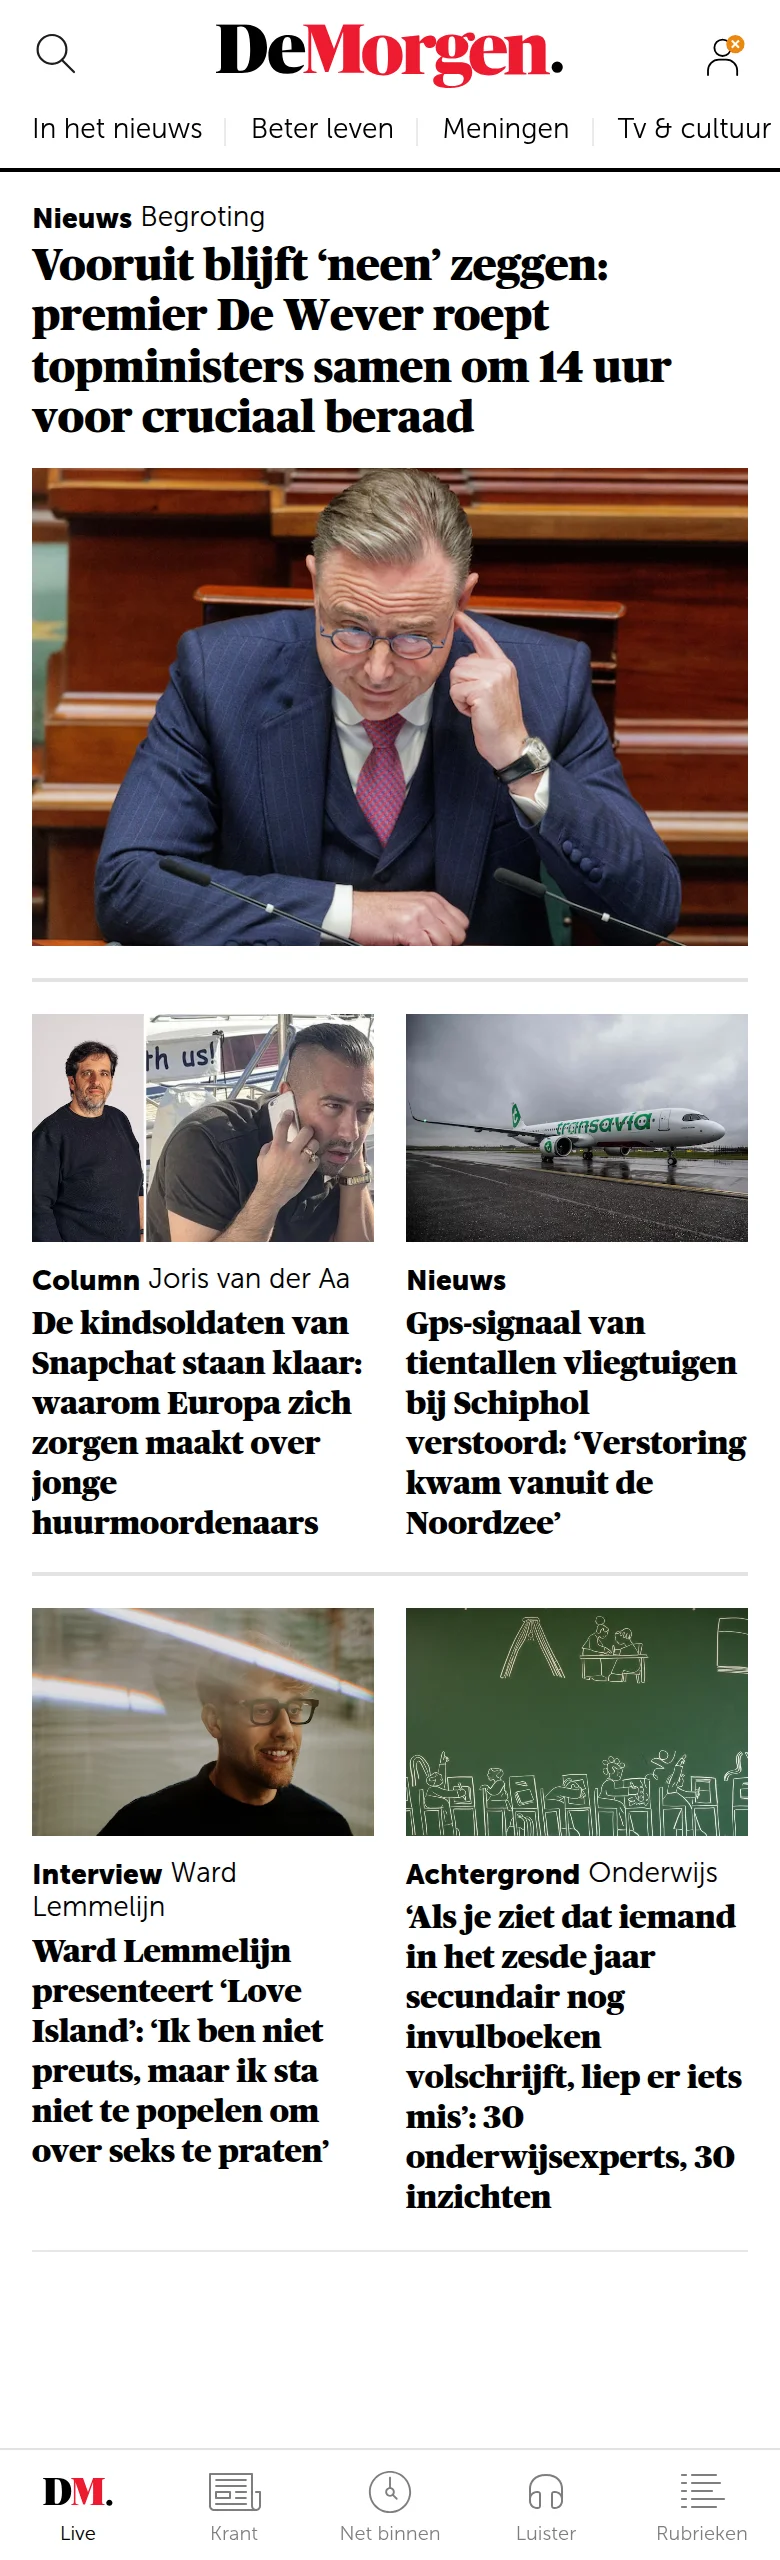 DeMorgen.
In het nieuws
Beter leven
Meningen
Tv & cultuur
Nieuws Begroting
Vooruit blijft ‘neen’ zeggen:
premier De Wever roept
topministers samen om 14 uur
voor cruciaal beraad
th us!
transavia
Column Joris van der Aa
De kindsoldaten van
Snapchat staan klaar:
waarom Europa zich
zorgen maakt over
jonge
huurmoordenaars
Nieuws
Gps-signaal van
tientallen vliegtuigen
bij Schiphol
verstoord: ‘Verstoring
kwam vanuit de
Noordzee’
Interview Ward
Lemmelijn
Ward Lemmelijn
presenteert ‘Love
Island’: ‘Ik ben niet
preuts, maar ik sta
niet te popelen om
over seks te praten’
Achtergrond Onderwijs
‘Als je ziet dat iemand
in het zesde jaar
secundair nog
invulboeken
volschrijft, liep er iets
mis’: 30
onderwijsexperts, 30
inzichten
DM.
Live
Krant
Net binnen
Luister
Rubrieken